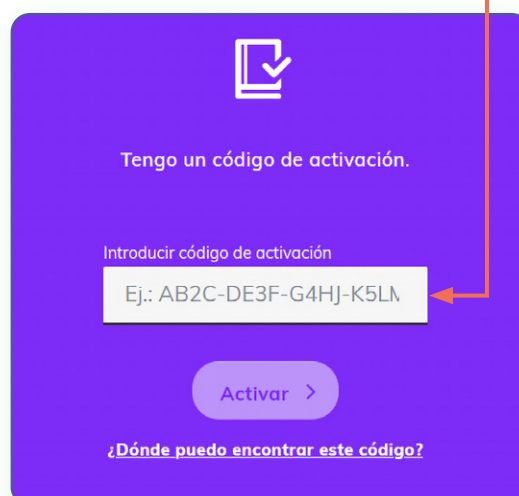 Tengo un código de activación.
Introducir código de activación
Ej.: AB2C-DE3F-G4HJ-K5LM
Activar >
¿Dónde puedo encontrar este código?